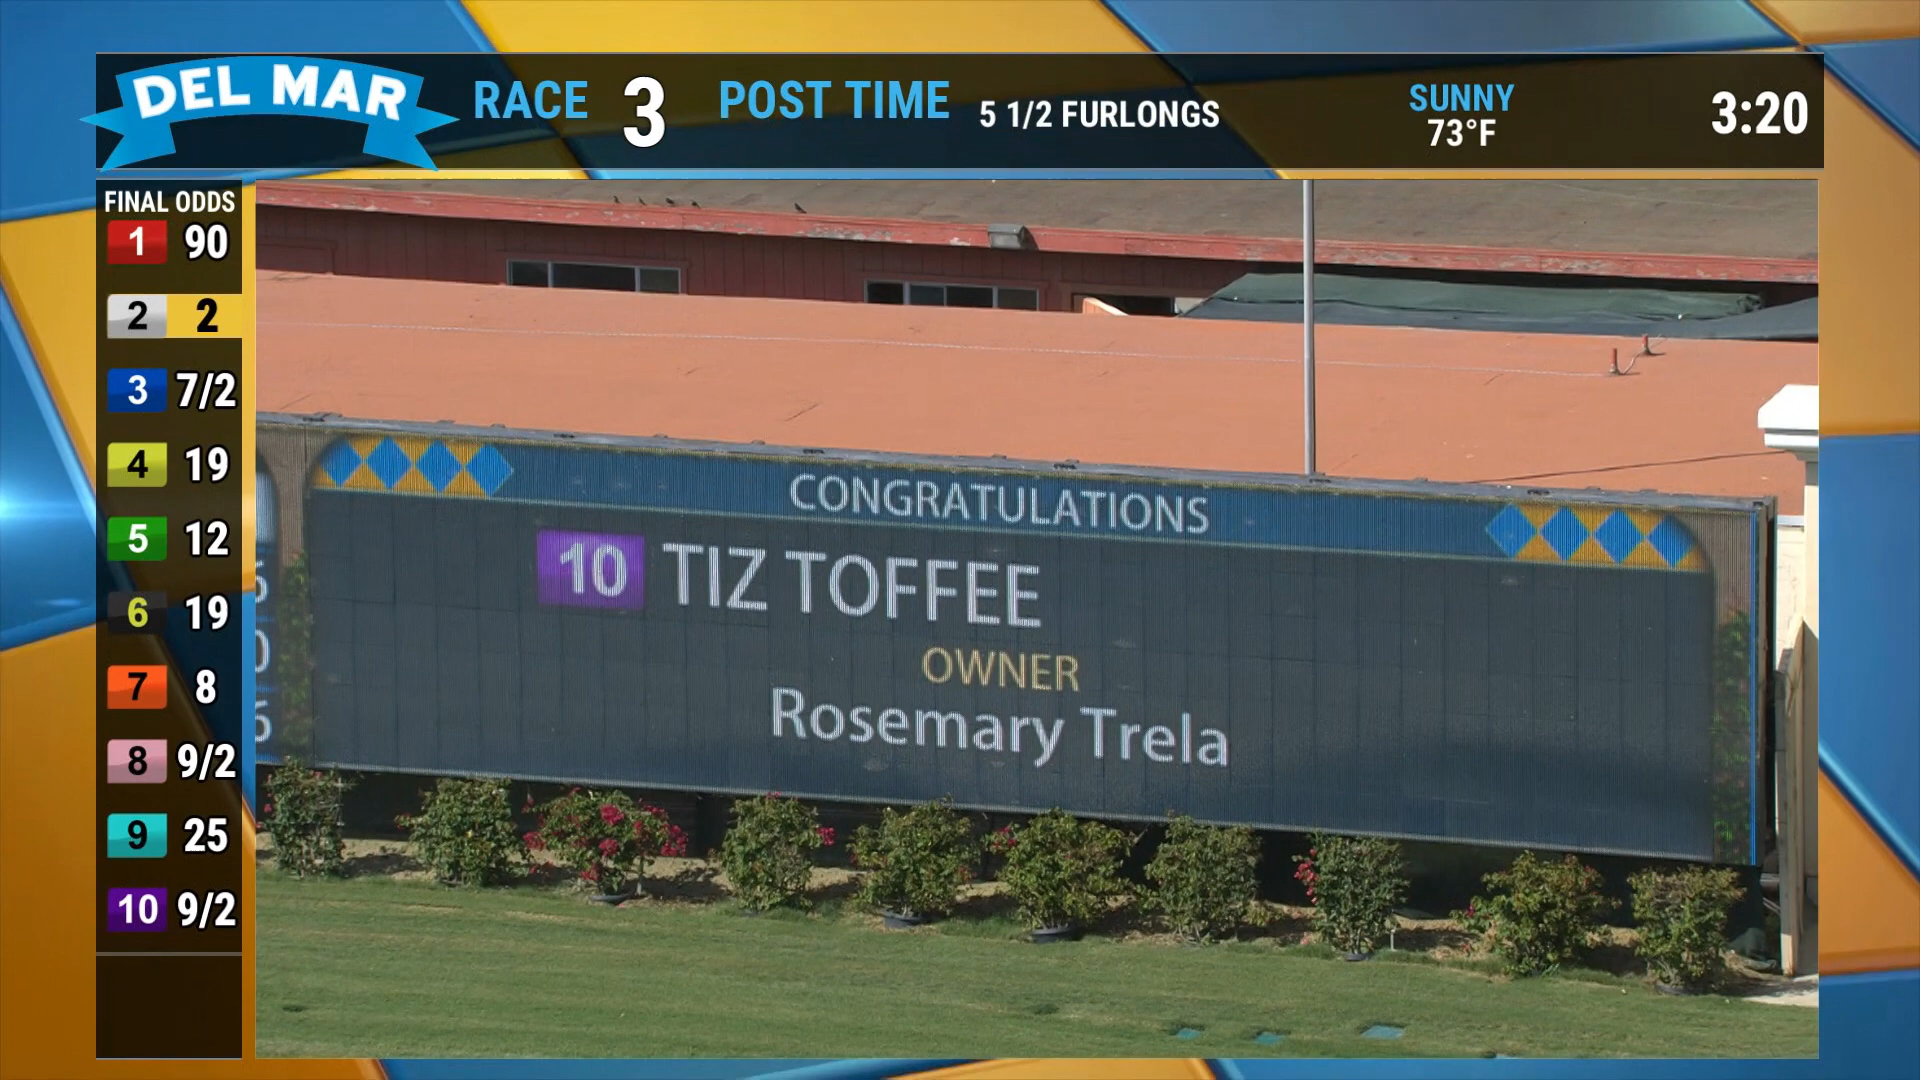 DEL MAR
RACE 3 POST TIME 5 1/2 FURLONGS
SUNNY
73°F
3:20
FINAL ODDS
1 90
2 2
3 7/2
4 19
5 12
6 19
7 8
8 9/2
9 25
10 9/2
CONGRATULATIONS
10 TIZ TOFFEE
OWNER
Rosemary Trela